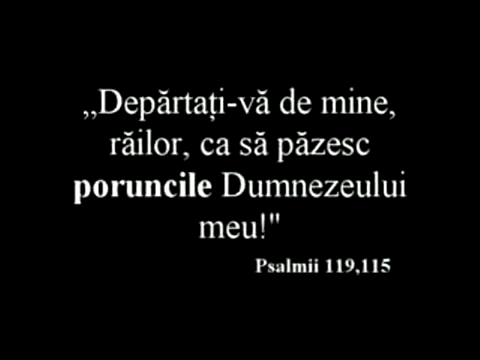 „Depărtați-vă de mine,
răilor, ca să păzesc
poruncile Dumnezeului
meu!"
Psalmii 119,115